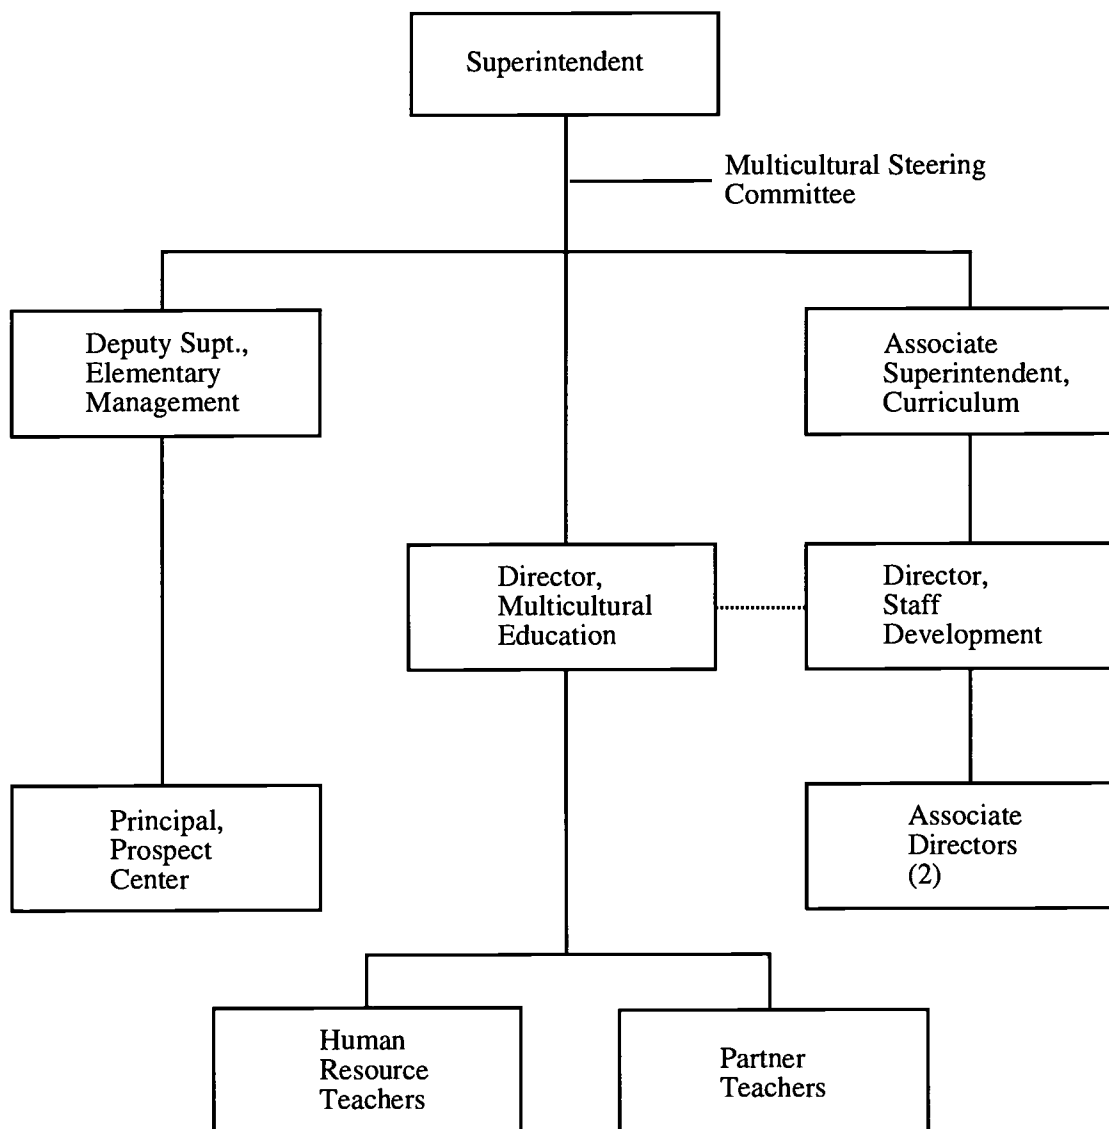 Superintendent
Multicultural Steering
Committee
Deputy Supt.,
Elementary
Management
Associate
Superintendent,
Curriculum
Director,
Multicultural
Education
Director,
Staff
Development
Principal,
Prospect
Center
Associate
Directors
(2)
Human
Resource
Teachers
Partner
Teachers